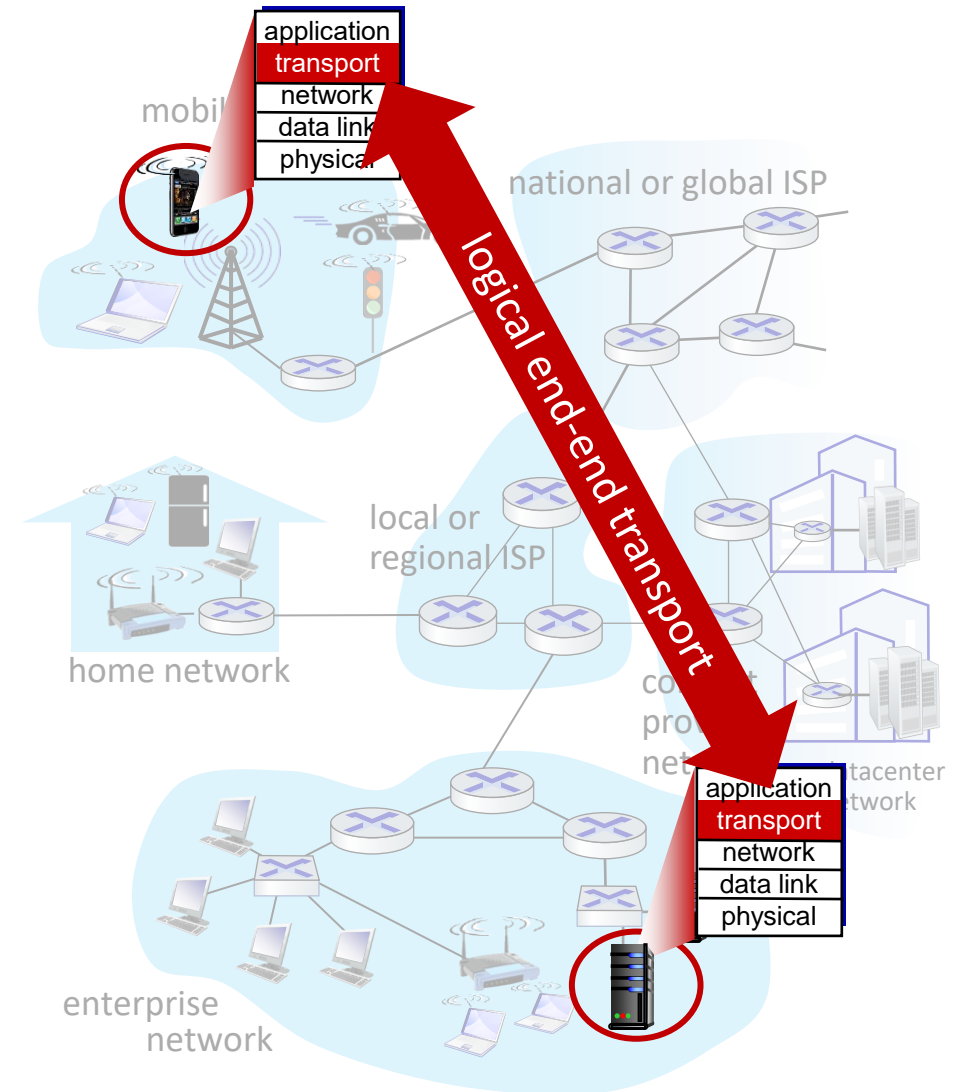 application
transport
network
data link
physical
mobil
national or global ISP
logical end-end transport
local or
regional ISP
home network
application
transport
network
data link
physical
enterprise
network